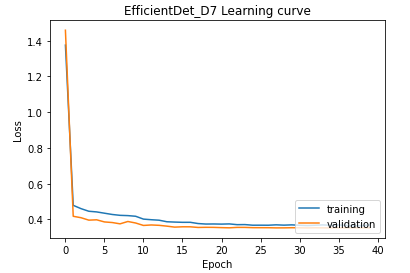 EfficientDet_D7 Learning curve
1.4
1.2
1.0
0.8
0.6
0.4
Loss
training
validation
0 5 10 15 20 25 30 35 40
Epoch